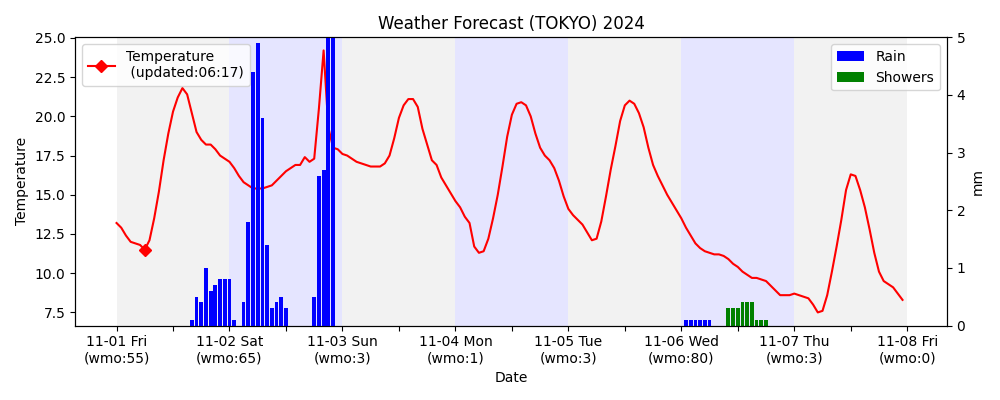 Weather Forecast (TOKYO) 2024
Temperature
(updated:06:17)
Rain
Showers
Temperature
25.0
22.5
20.0
17.5
15.0
12.5
10.0
7.5
5
4
3
2
1
0
mm
11-01 Fri
(wmo:55)
11-02 Sat
(wmo:65)
11-03 Sun
(wmo:3)
11-04 Mon
(wmo:1)
11-05 Tue
(wmo:3)
11-06 Wed
(wmo:80)
11-07 Thu
(wmo:3)
11-08 Fri
(wmo:0)
Date